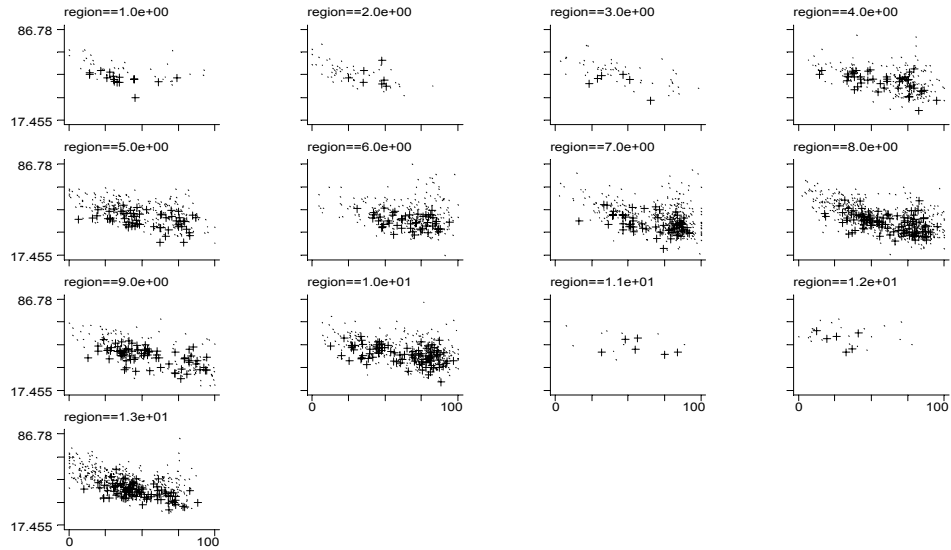 region==1.0e+00
region==2.0e+00
region==3.0e+00
region==4.0e+00
86.78
17.455
region==5.0e+00
region==6.0e+00
region==7.0e+00
region==8.0e+00
86.78
17.455
region==9.0e+00
region==1.0e+01
region==1.1e+01
region==1.2e+01
86.78
17.455
0
100
0
100
0
100
region==1.3e+01
86.78
17.455
0
100